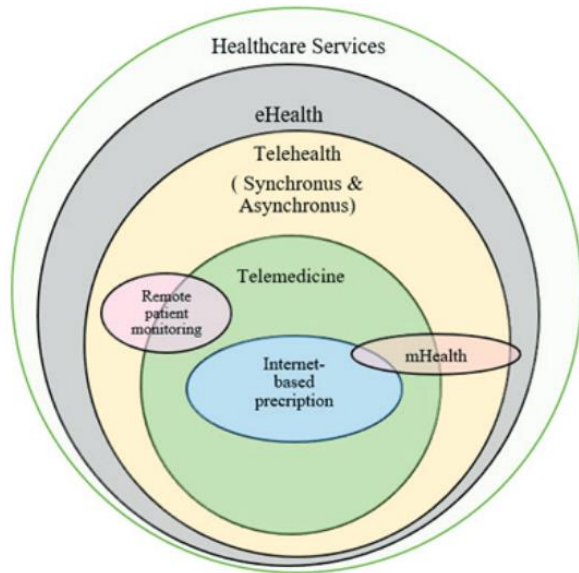 Healthcare Services
eHealth
Telehealth
( Synchronus &
Asynchronus)
Telemedicine
Remote
patient
monitoring
mHealth
Internet-
based
precription